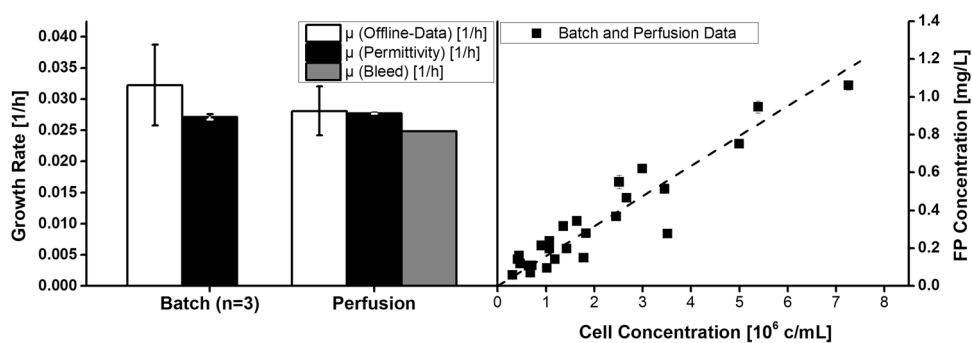 0.040
0.035
0.030
0.025
0.020
0.015
0.010
0.005
0.000
Growth Rate [1/h]
μ (Offline-Data) [1/h]
μ (Permittivity) [1/h]
μ (Bleed) [1/h]
Batch (n=3)
Perfusion
Batch and Perfusion Data
0 1 2 3 4 5 6 7 8
Cell Concentration [10⁶ c/mL]
1.4
1.2
1.0
0.8
0.6
0.4
0.2
0.0
FP Concentration [mg/L]